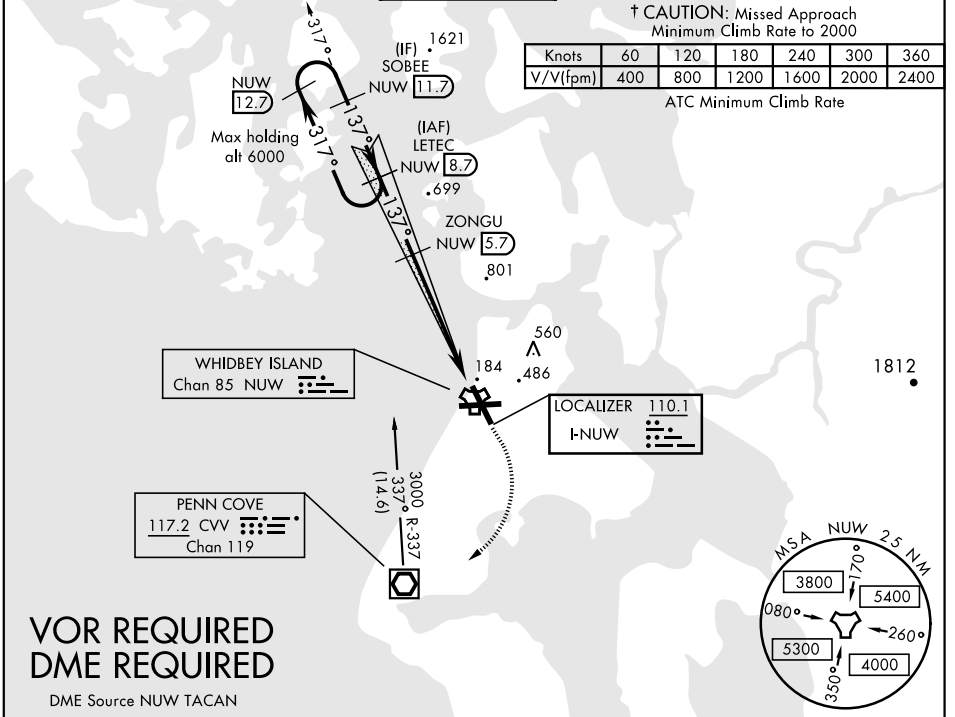 † CAUTION: Missed Approach
Minimum Climb Rate to 2000
Knots 60 120 180 240 300 360
V/V(fpm) 400 800 1200 1600 2000 2400
ATC Minimum Climb Rate
317°
1621
(IF)
SOBEE
NUW 11.7
NUW
12.7
137°
317°
Max holding
alt 6000
(IAF)
LETEC
NUW 8.7
699
137°
ZONGU
NUW 5.7
801
560
184
486
1812
WHIDBEY ISLAND
Chan 85 NUW
LOCALIZER 110.1
I-NUW
3000
337° R-337
(14.6)
PENN COVE
117.2 CVV
Chan 119
MSA NUW 25 NM
3800
170°
5400
080°
260°
5300
350°
4000
VOR REQUIRED
DME REQUIRED
DME Source NUW TACAN